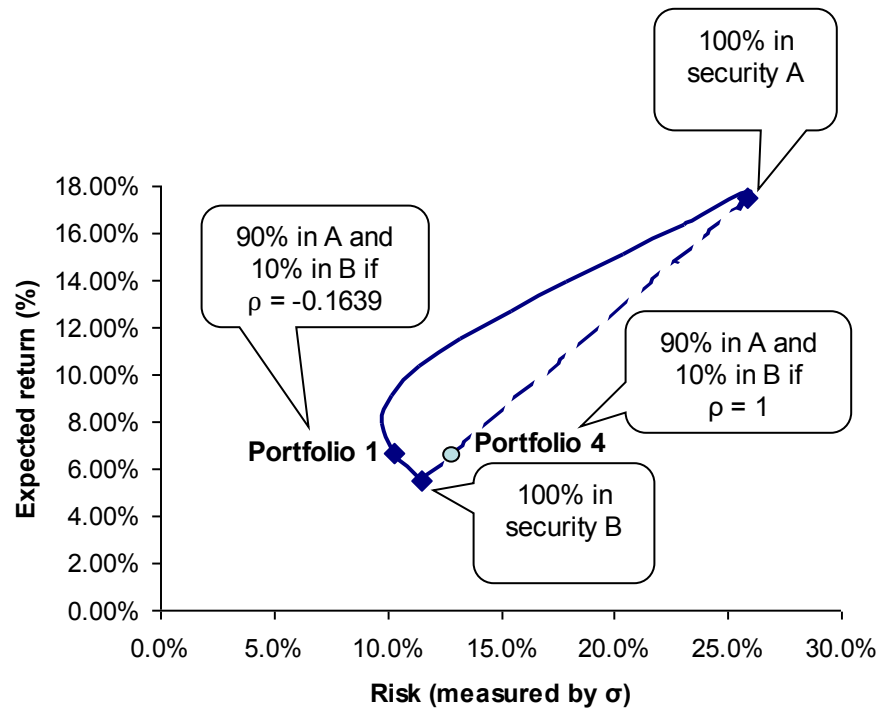 100% in
security A
18.00%
16.00%
14.00%
12.00%
10.00%
8.00%
6.00%
4.00%
2.00%
0.00%
Expected return (%)
90% in A and
10% in B if
ρ = -0.1639
90% in A and
10% in B if
ρ = 1
Portfolio 1
Portfolio 4
100% in
security B
0.0% 5.0% 10.0% 15.0% 20.0% 25.0% 30.0%
Risk (measured by σ)